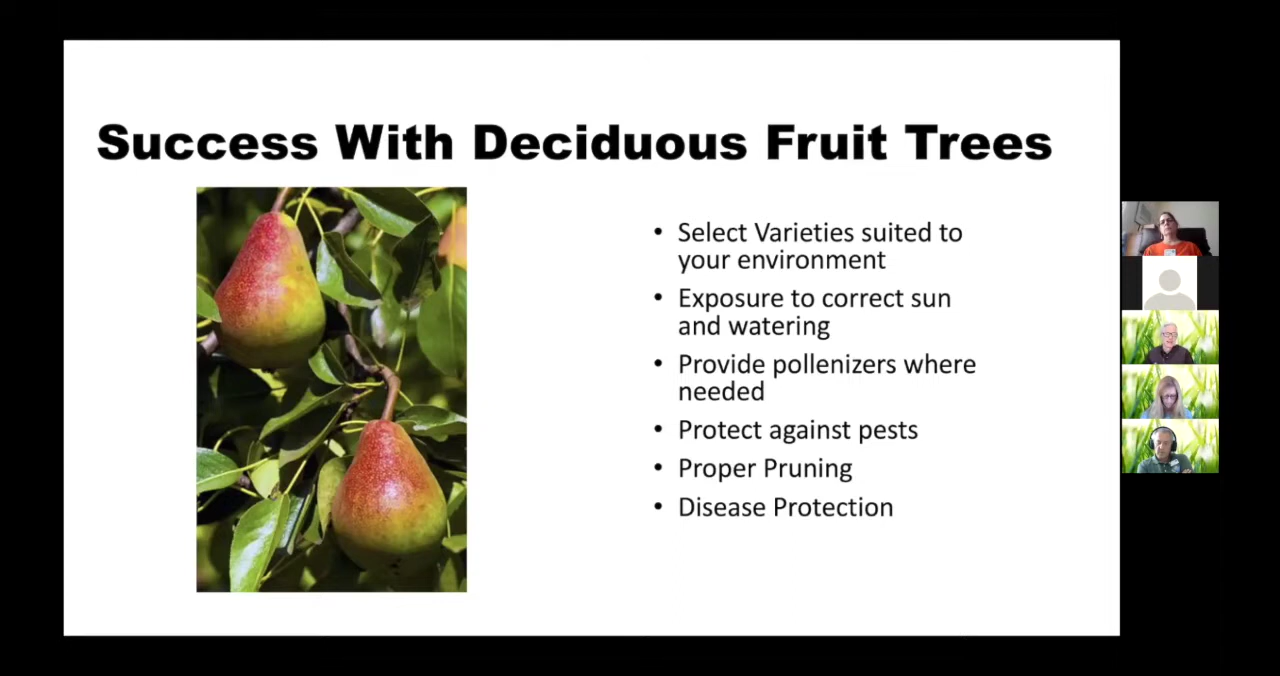 Success With Deciduous Fruit Trees
• Select Varieties suited to
your environment
• Exposure to correct sun
and watering
• Provide pollenizers where
needed
• Protect against pests
• Proper Pruning
• Disease Protection